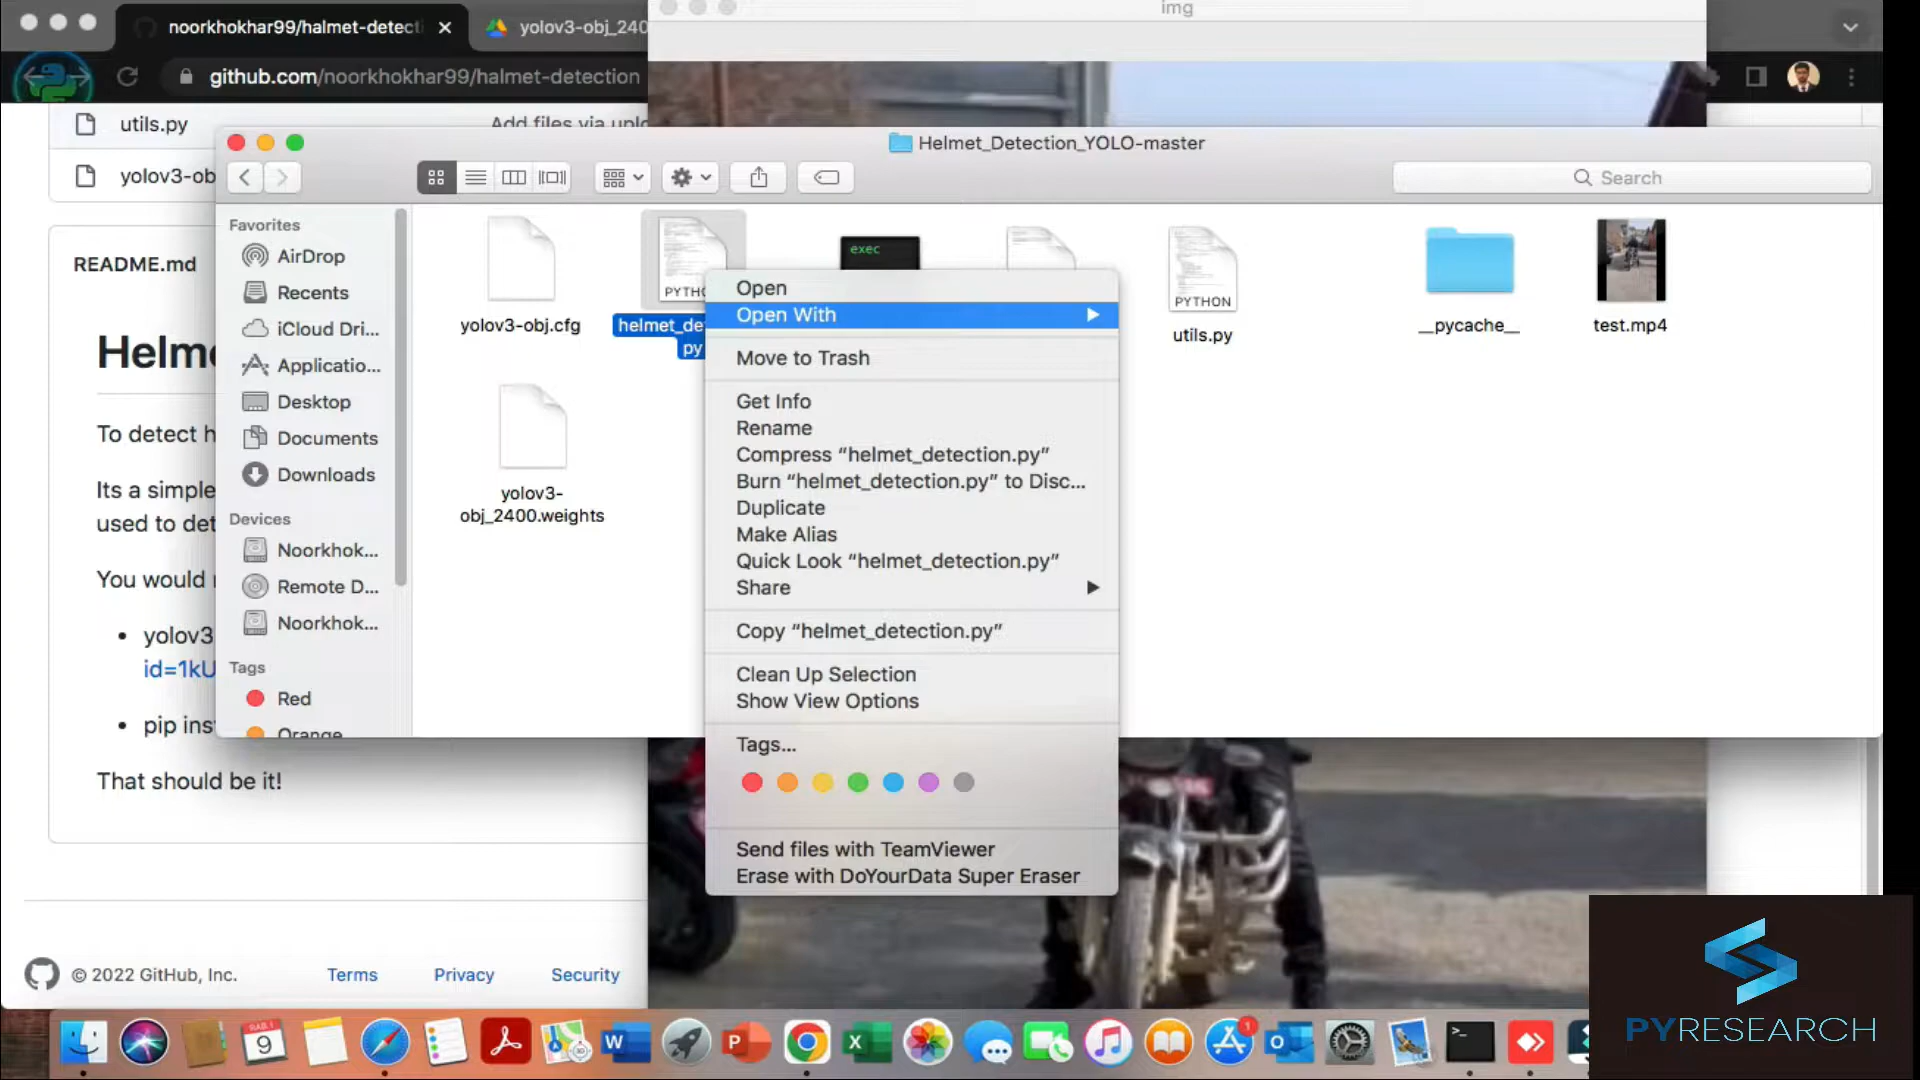 noorkhokhar99/halmet-detecti
yolov3-obj_240
img
github.com/noorkhokhar99/halmet-detection
utils.py
Add files via uplo
yolov3-ob
README.md
Helm
To detect h
Its a simple
used to det
You would
yolov3
id=1kU
pip ins
That should be it!
© 2022 GitHub, Inc.
Terms
Privacy
Security
Helmet_Detection_YOLO-master
Search
Favorites
AirDrop
Recents
iCloud Dri...
Applicatio...
Desktop
Documents
Downloads
Devices
Noorkhok...
Remote D...
Noorkhok...
Tags
Red
Orange
yolov3-obj.cfg
PYTHO
helmet_de
py
exec
PYTHON
utils.py
__pycache__
test.mp4
yolov3-
obj_2400.weights
Open
Open With
Move to Trash
Get Info
Rename
Compress “helmet_detection.py”
Burn “helmet_detection.py” to Disc...
Duplicate
Make Alias
Quick Look “helmet_detection.py”
Share
Copy “helmet_detection.py”
Clean Up Selection
Show View Options
Tags...
Send files with TeamViewer
Erase with DoYourData Super Eraser
9
W
P
X
1
O
PYRESEARCH